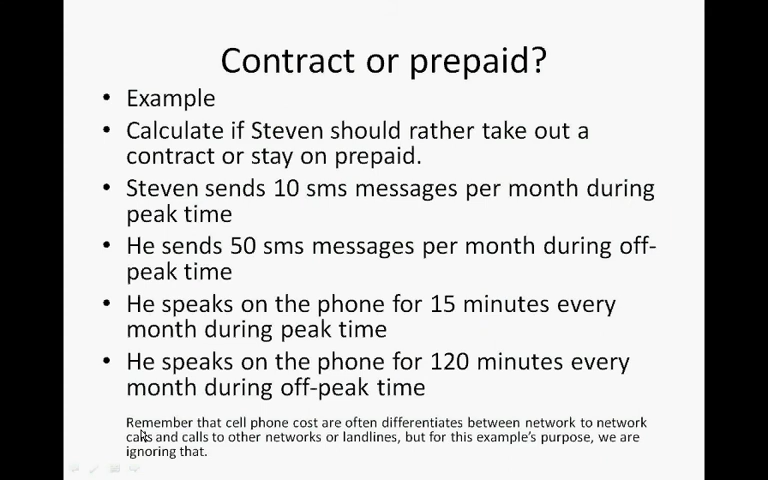 Contract or prepaid?
• Example
• Calculate if Steven should rather take out a
contract or stay on prepaid.
• Steven sends 10 sms messages per month during
peak time
• He sends 50 sms messages per month during off-
peak time
• He speaks on the phone for 15 minutes every
month during peak time
• He speaks on the phone for 120 minutes every
month during off-peak time
Remember that cell phone cost are often differentiates between network to network
calls and calls to other networks or landlines, but for this example's purpose, we are
ignoring that.